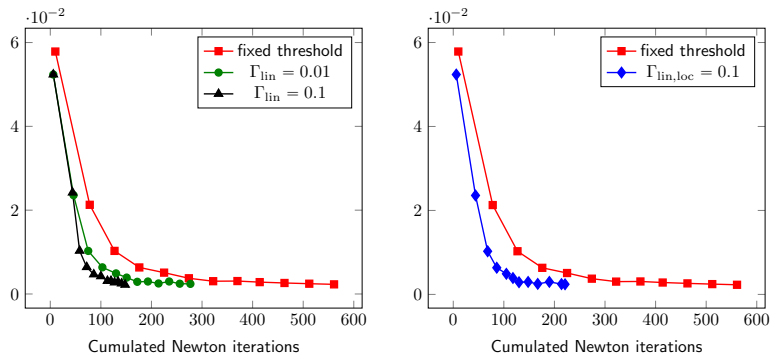 ·10⁻²
fixed threshold
Γlin = 0.01
Γlin = 0.1
6
4
2
0
0 100 200 300 400 500 600
Cumulated Newton iterations
·10⁻²
fixed threshold
Γlin,loc = 0.1
6
4
2
0
0 100 200 300 400 500 600
Cumulated Newton iterations